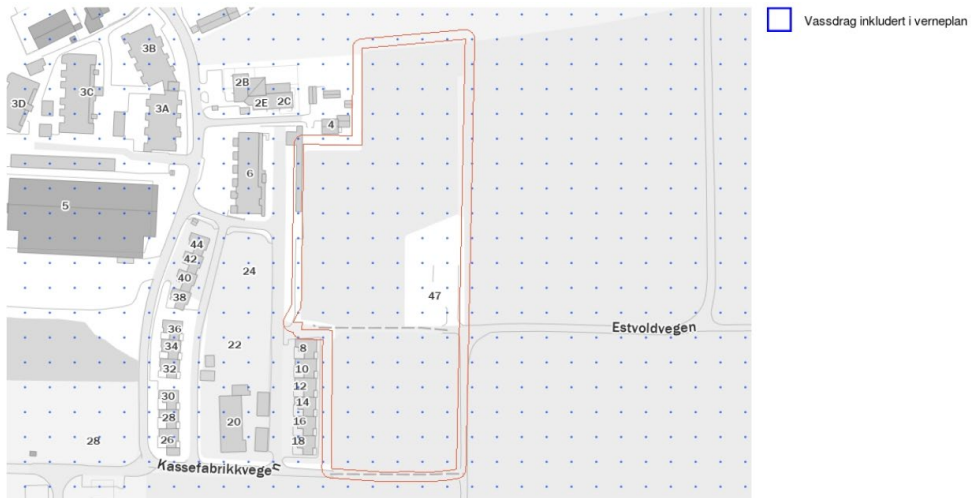 Vassdrag inkludert i verneplan
3B
3D
3C
3A
2B
2E
2C
4
5
6
44
42
40
38
24
47
Estvoldvegen
36
34
32
22
8
10
12
14
16
18
30
28
26
20
28
Kassefabrikkvegen